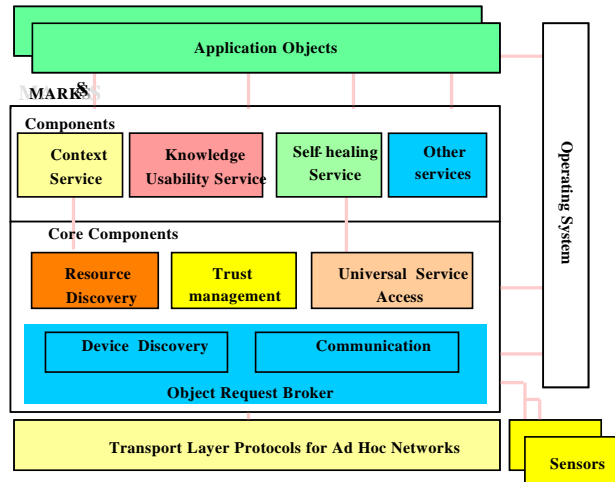 Application Objects
MARKS
Components
Context
Service
Knowledge
Usability Service
Self-healing
Service
Other
services
Operating System
Core Components
Resource
Discovery
Trust
management
Universal Service
Access
Device Discovery
Communication
Object Request Broker
Transport Layer Protocols for Ad Hoc Networks
Sensors